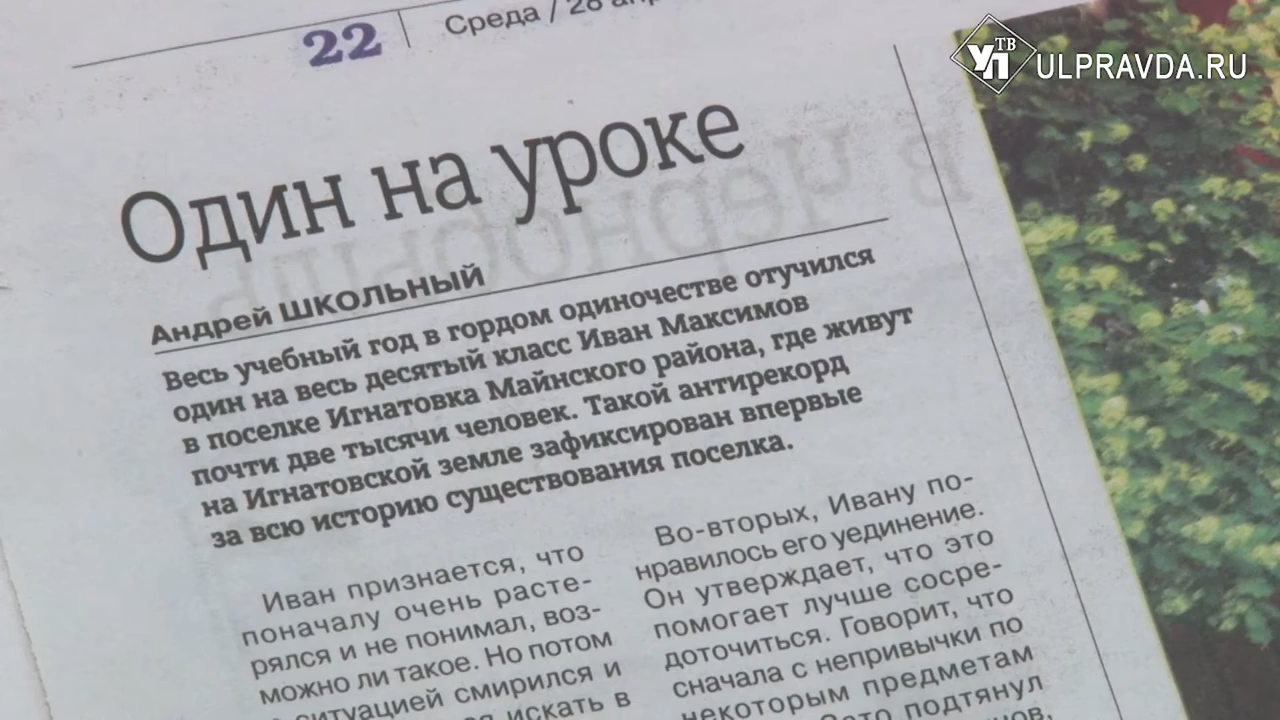 22
Среда / 28
УП ТВ
ULPRAVDA.RU
Один на уроке
Андрей ШКОЛЬНЫЙ
Весь учебный год в гордом одиночестве отучился
один на весь десятый класс Иван Максимов
в поселке Игнатовка Майнского района, где живут
почти две тысячи человек. Такой антирекорд
на Игнатовской земле зафиксирован впервые
за всю историю существования поселка.
Иван признается, что
поначалу очень расте-
рялся и не понимал, воз-
можно ли такое. Но потом
ситуацией смирился и
искать в
Во-вторых, Ивану по-
нравилось его уединение.
Он утверждает, что это
помогает лучше сосре-
доточиться. Говорит, что
сначала с непривычки по
некоторым предметам
подтянул